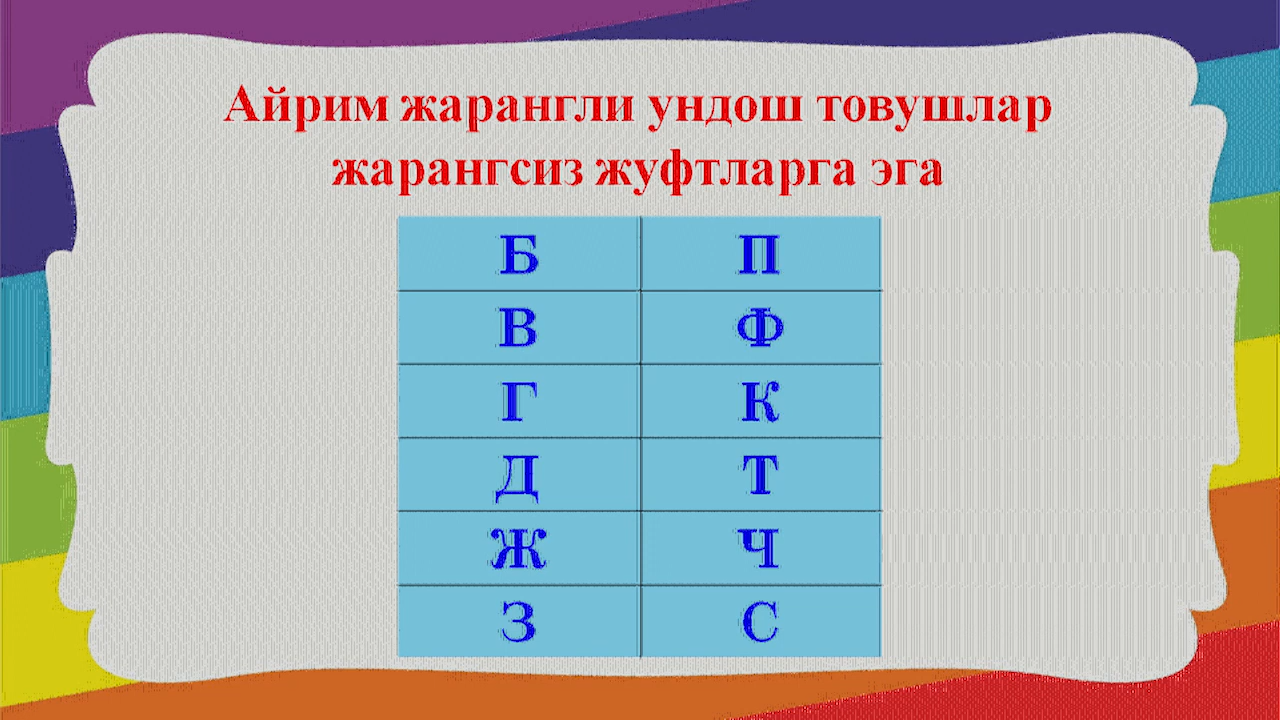 Айрим жарангли ундош товушлар
жарангсиз жуфтларга эга
Б П
В Ф
Г К
Д Т
Ж Ч
З С